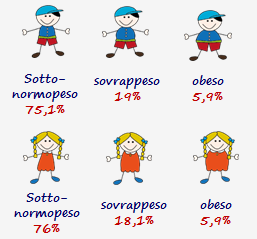 Sotto-
normopeso sovrappeso obeso
75,1% 19% 5,9%
Sotto-
normopeso sovrappeso obeso
76% 18,1% 5,9%